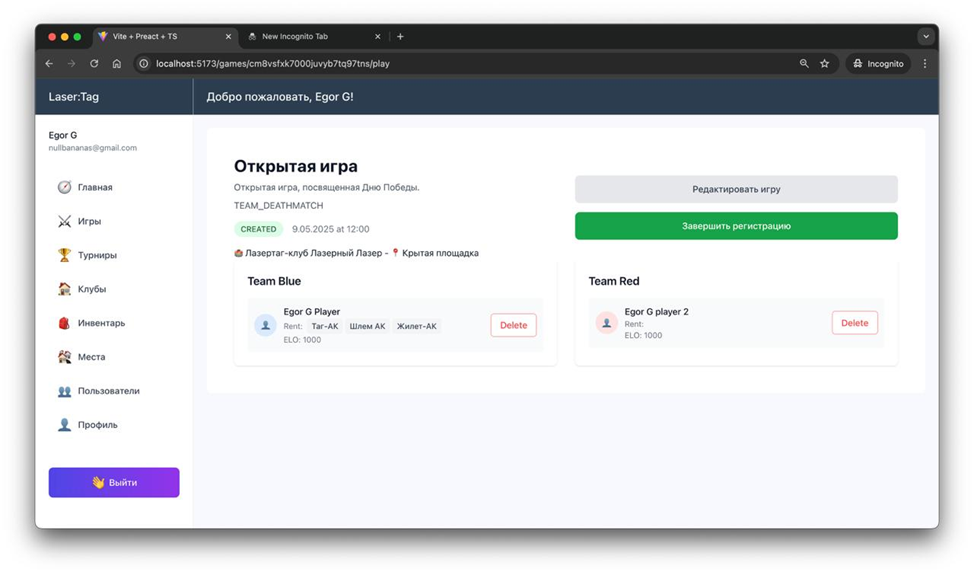 Vite + Preact + TS
New Incognito Tab
localhost:5173/games/cm8vsfxk7000juvyb7tq97tns/play
Incognito
Laser:Tag
Добро пожаловать, Egor G!
Egor G
nullbananas@gmail.com
Главная
Игры
Турниры
Клубы
Инвентарь
Места
Пользователи
Профиль
Выйти
Открытая игра
Открытая игра, посвященная Дню Победы.
TEAM_DEATHMATCH
CREATED 9.05.2025 at 12:00
Лазертаг-клуб Лазерный Лазер - Крытая площадка
Редактировать игру
Завершить регистрацию
Team Blue
Egor G Player
Rent: Таг-АК Шлем АК Жилет-АК
ELO: 1000
Delete
Team Red
Egor G player 2
Rent:
ELO: 1000
Delete